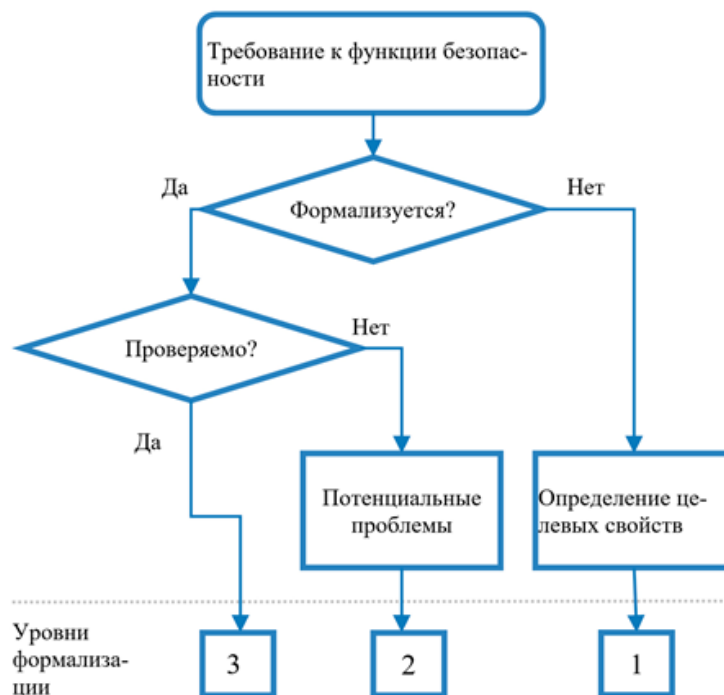 Требование к функции безопас-
ности
Да
Нет
Формализуется?
Проверяемо?
Нет
Да
Потенциальные
проблемы
Определение це-
левых свойств
Уровни
формализа-
ции
3
2
1